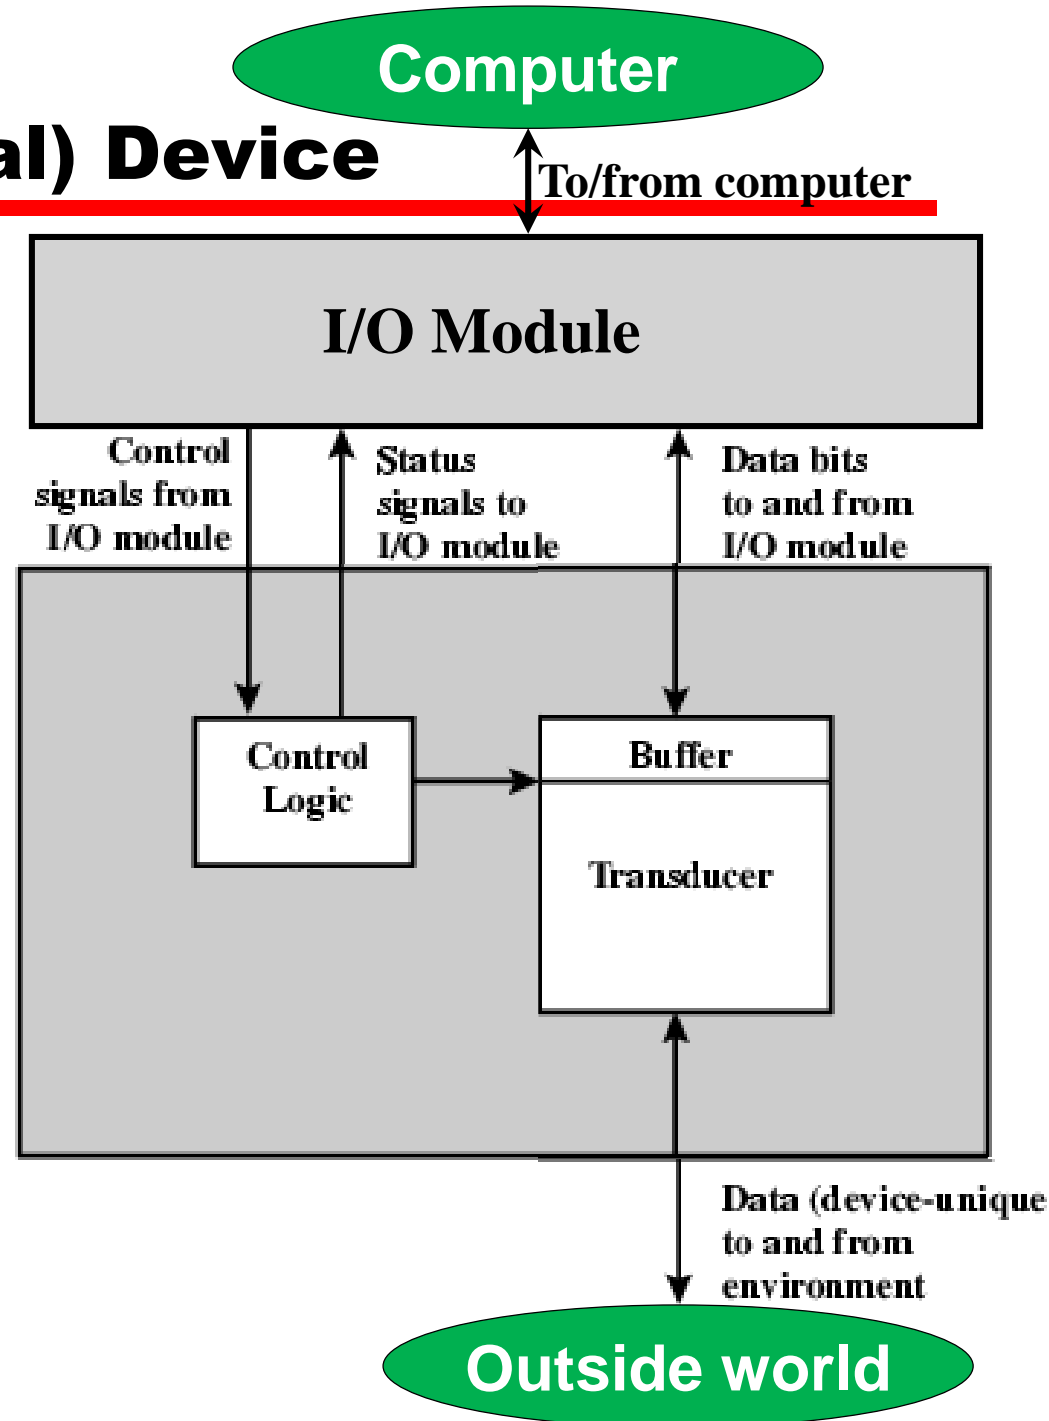 Computer
al) Device
To/from computer
I/O Module
Control
signals from
I/O module
Status
signals to
I/O module
Data bits
to and from
I/O module
Control
Logic
Buffer
Transducer
Data (device-unique
to and from
environment
Outside world